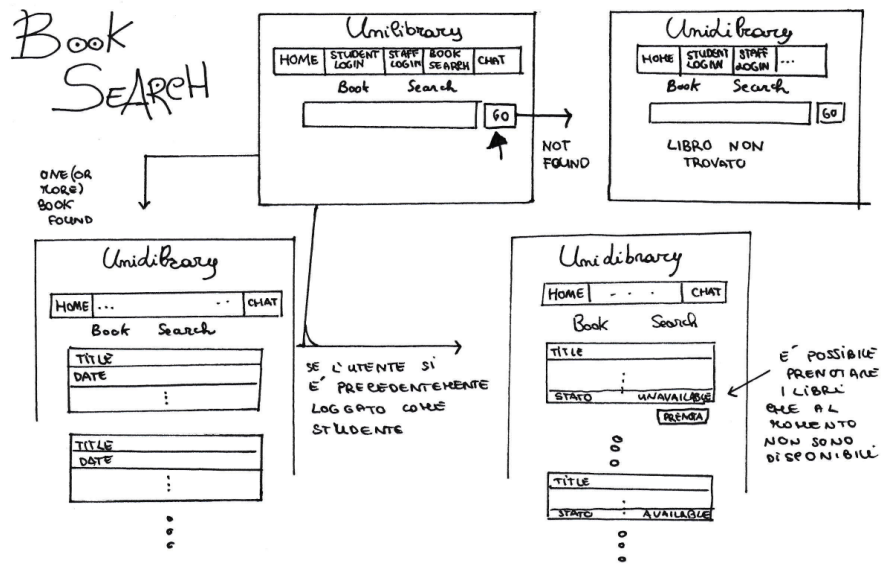 Book
SEARCH
Unilibrary
HOME STUDENT LOGIN STAFF LOGIN BOOK SEARCH CHAT
Book Search
GO
NOT
FOUND
Unilibrary
HOME STUDENT LOGIN STAFF LOGIN ...
Book Search
GO
LIBRO NON
TROVATO
ONE (OR
MORE)
BOOK
FOUND
Unilibrary
HOME ... .. CHAT
Book Search
TITLE
DATE
TITLE
DATE
SE L'UTENTE SI
E' PRECEDENTEMENTE
LOGGATO COME
STUDENTE
Unilibrary
HOME . . . CHAT
Book Search
TITLE
STATO UNAVAILABLE
PRENOTA
TITLE
STATO AVAILABLE
E' POSSIBILE
PRENOTARE
I LIBRI
CHE AL
MOMENTO
NON SONO
DISPONIBILI